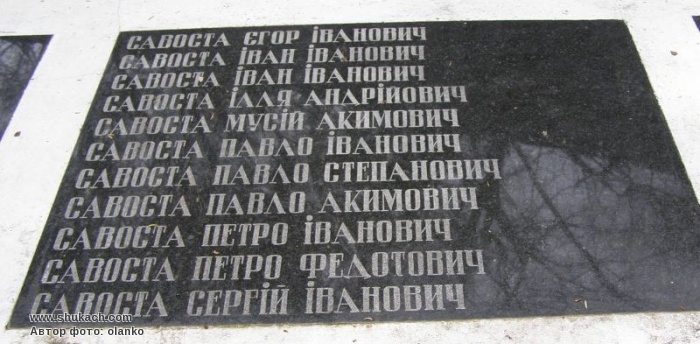 САВОСТА ЄГОР ІВАНОВИЧ
САВОСТА ІВАН ІВАНОВИЧ
САВОСТА ІВАН ІВАНОВИЧ
САВОСТА ІЛЛЯ АНДРІЙОВИЧ
САВОСТА МУСІЙ АКИМОВИЧ
САВОСТА ПАВЛО ІВАНОВИЧ
САВОСТА ПАВЛО СТЕПАНОВИЧ
САВОСТА ПАВЛО АКИМОВИЧ
САВОСТА ПЕТРО ІВАНОВИЧ
САВОСТА ПЕТРО ФЕДОТОВИЧ
САВОСТА СЕРГІЙ ІВАНОВИЧ
www.shukach.com
Автор фото: olanko